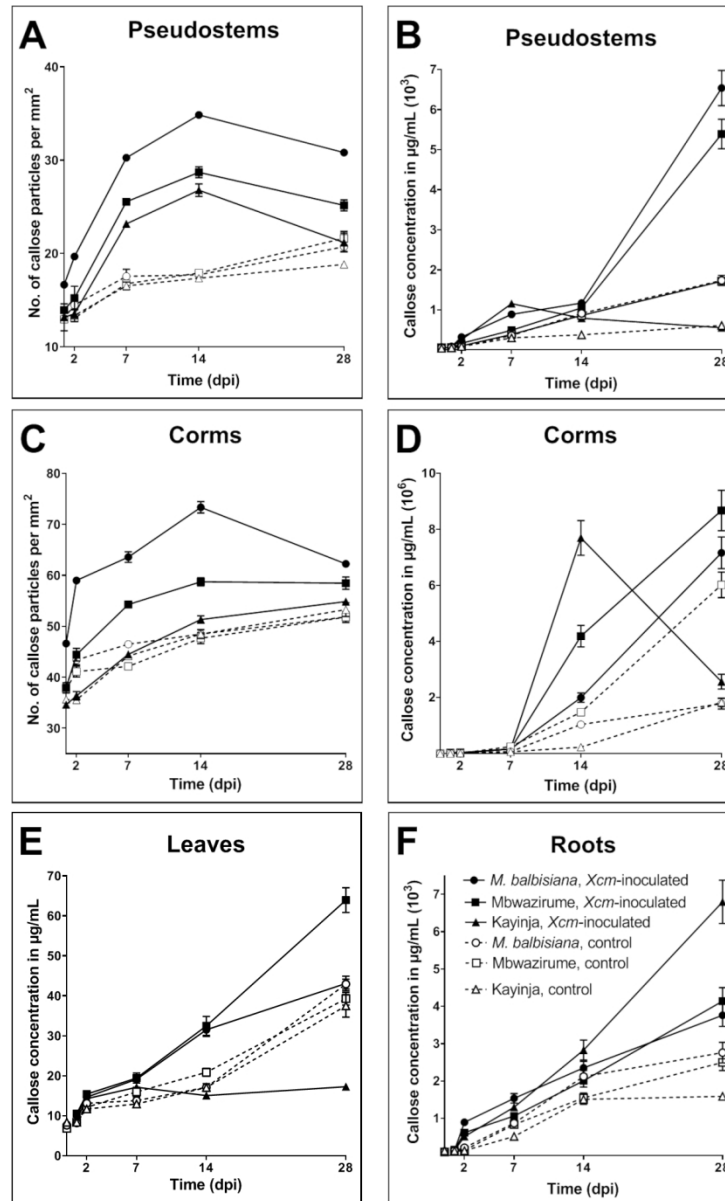 A
Pseudostems
No. of callose particles per mm²
40
30
20
10
2 7 14 28
Time (dpi)
B
Pseudostems
Callose concentration in µg/mL (10³)
7
6
5
4
3
2
1
2 7 14 28
Time (dpi)
C
Corms
No. of callose particles per mm²
80
70
60
50
40
30
2 7 14 28
Time (dpi)
D
Corms
Callose concentration in µg/mL (10⁶)
10
8
6
4
2
2 7 14 28
Time (dpi)
E
Leaves
Callose concentration in µg/mL
70
60
50
40
30
20
10
0
2 7 14 28
Time (dpi)
F
Roots
Callose concentration in µg/mL (10³)
7
6
5
4
3
2
1
M. balbisiana, Xcm-inoculated
Mbwazirume, Xcm-inoculated
Kayinja, Xcm-inoculated
M. balbisiana, control
Mbwazirume, control
Kayinja, control
2 7 14 28
Time (dpi)